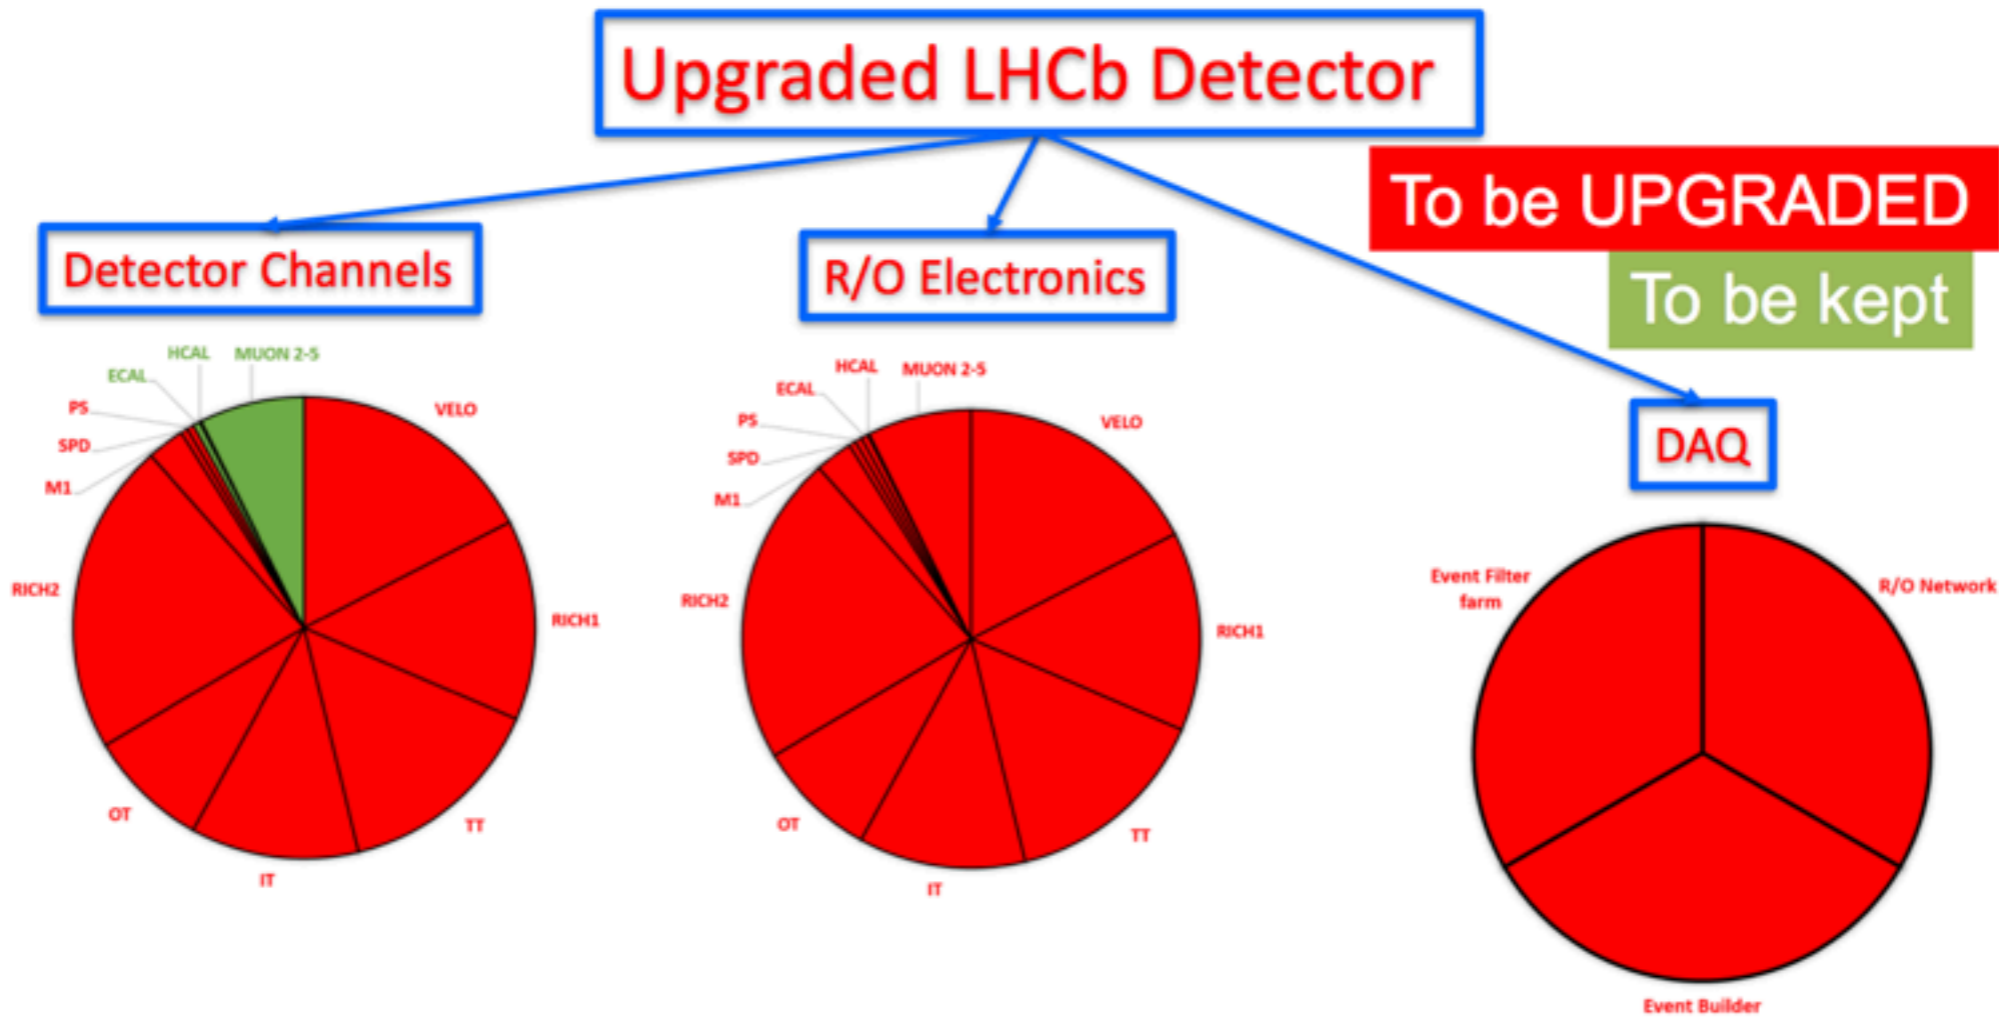 Upgraded LHCb Detector
To be UPGRADED
To be kept
Detector Channels
R/O Electronics
DAQ
HCAL
MUON 2-5
ECAL
PS
SPD
M1
VELO
RICH2
RICH1
OT
TT
IT
HCAL
MUON 2-5
ECAL
PS
SPD
M1
VELO
RICH2
RICH1
OT
TT
IT
Event Filter
farm
R/O Network
Event Builder